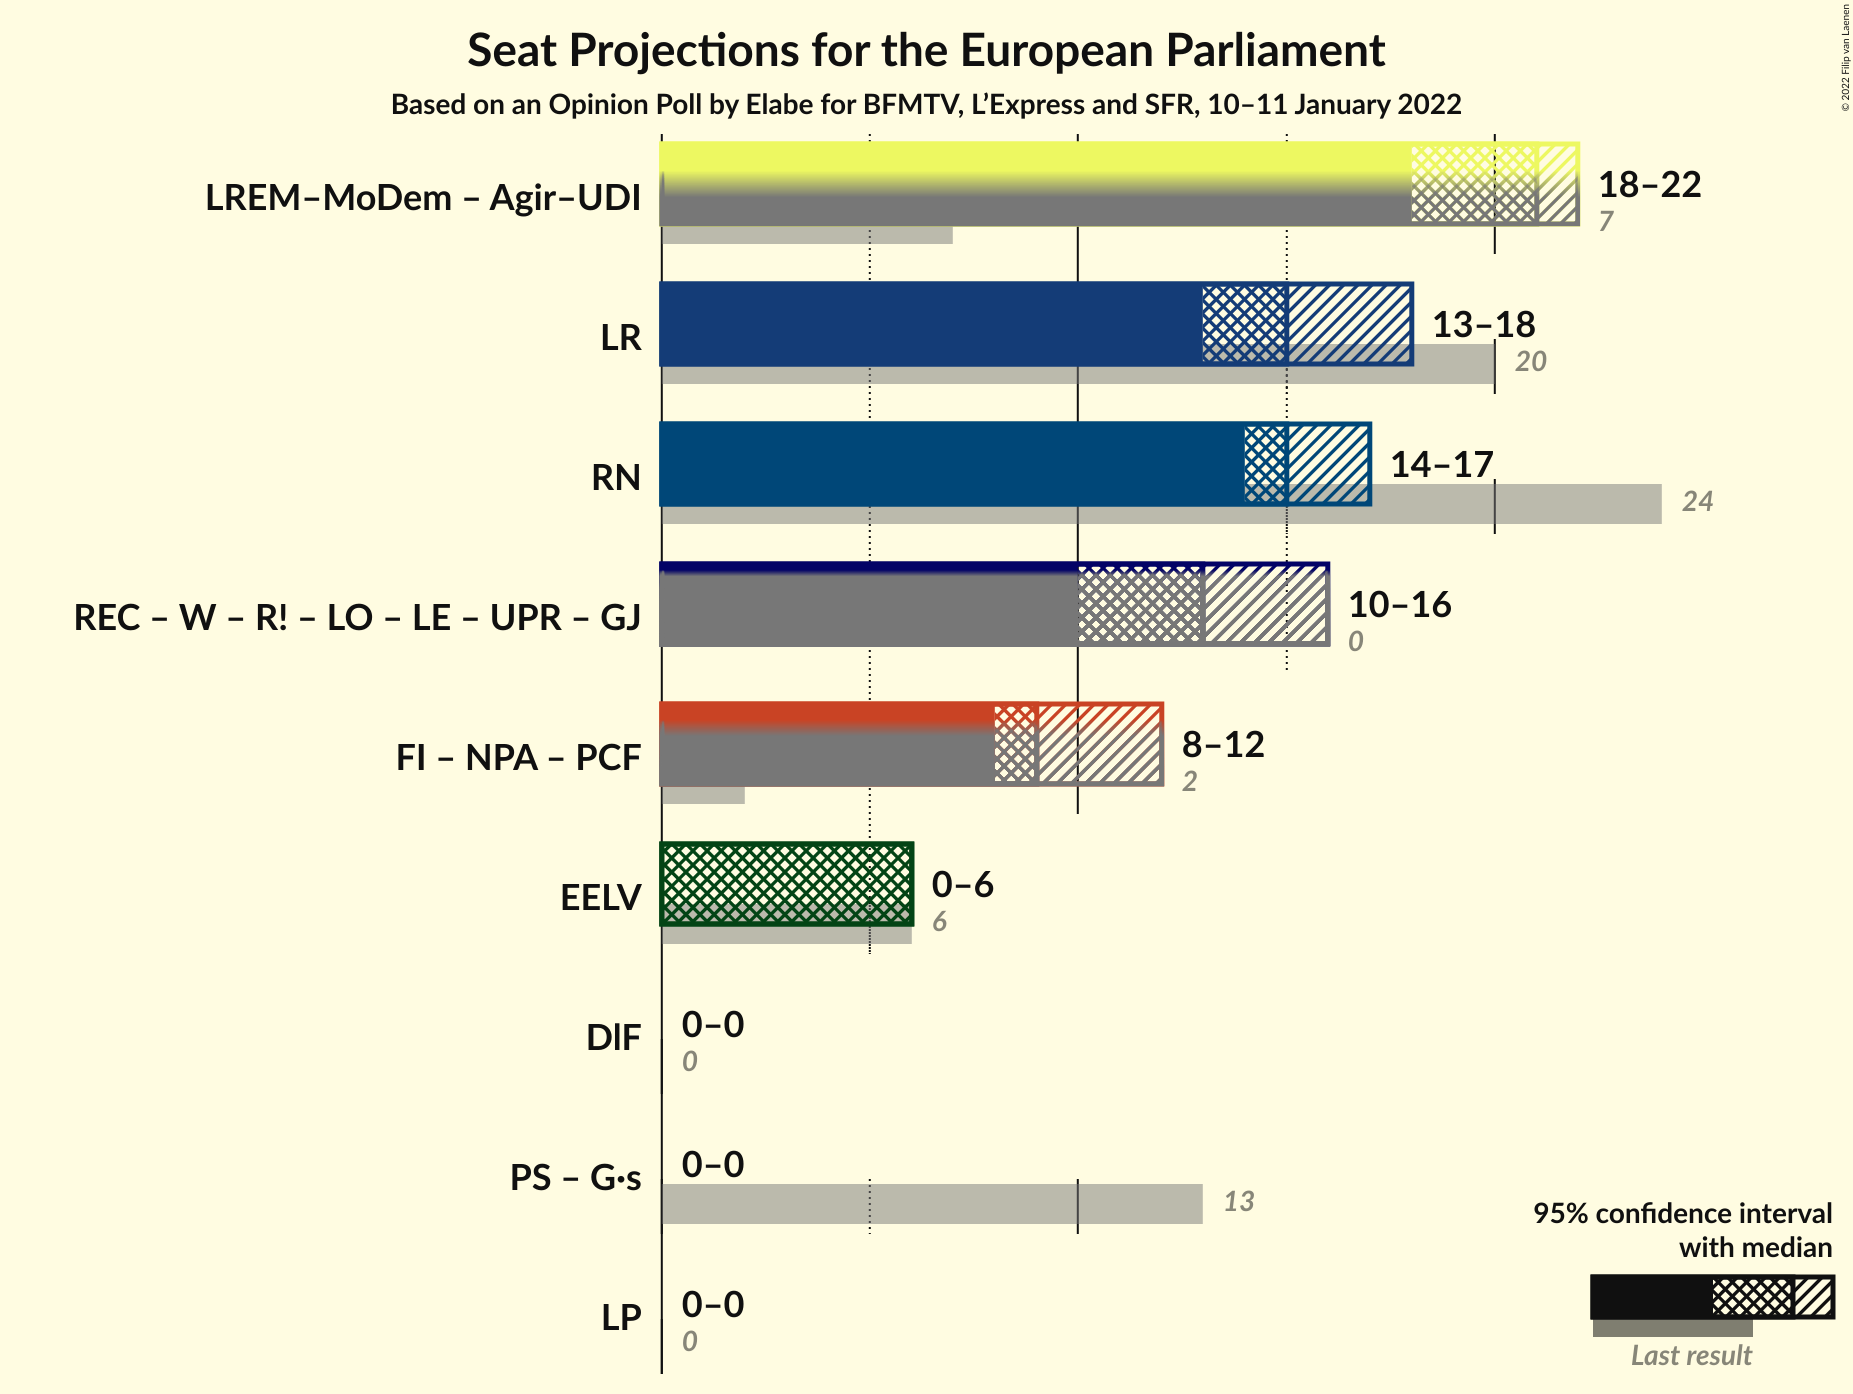 Seat Projections for the European Parliament
Based on an Opinion Poll by Elabe for BFMTV, L’Express and SFR, 10–11 January 2022
© 2022 Filip van Laenen
LREM–MoDem – Agir–UDI
18–22
7
LR
13–18
20
RN
14–17
24
REC – W – R! – LO – LE – UPR – GJ
10–16
0
FI – NPA – PCF
8–12
2
EELV
0–6
6
DlF
0–0
0
PS – G·s
0–0
13
LP
0–0
0
95% confidence interval
with median
Last result